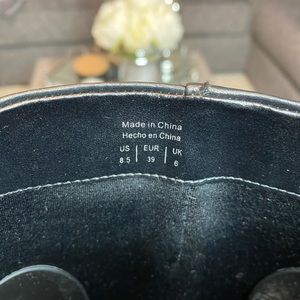 Made in China
Hecho en China
US | EUR | UK
8.5 | 39 | 6